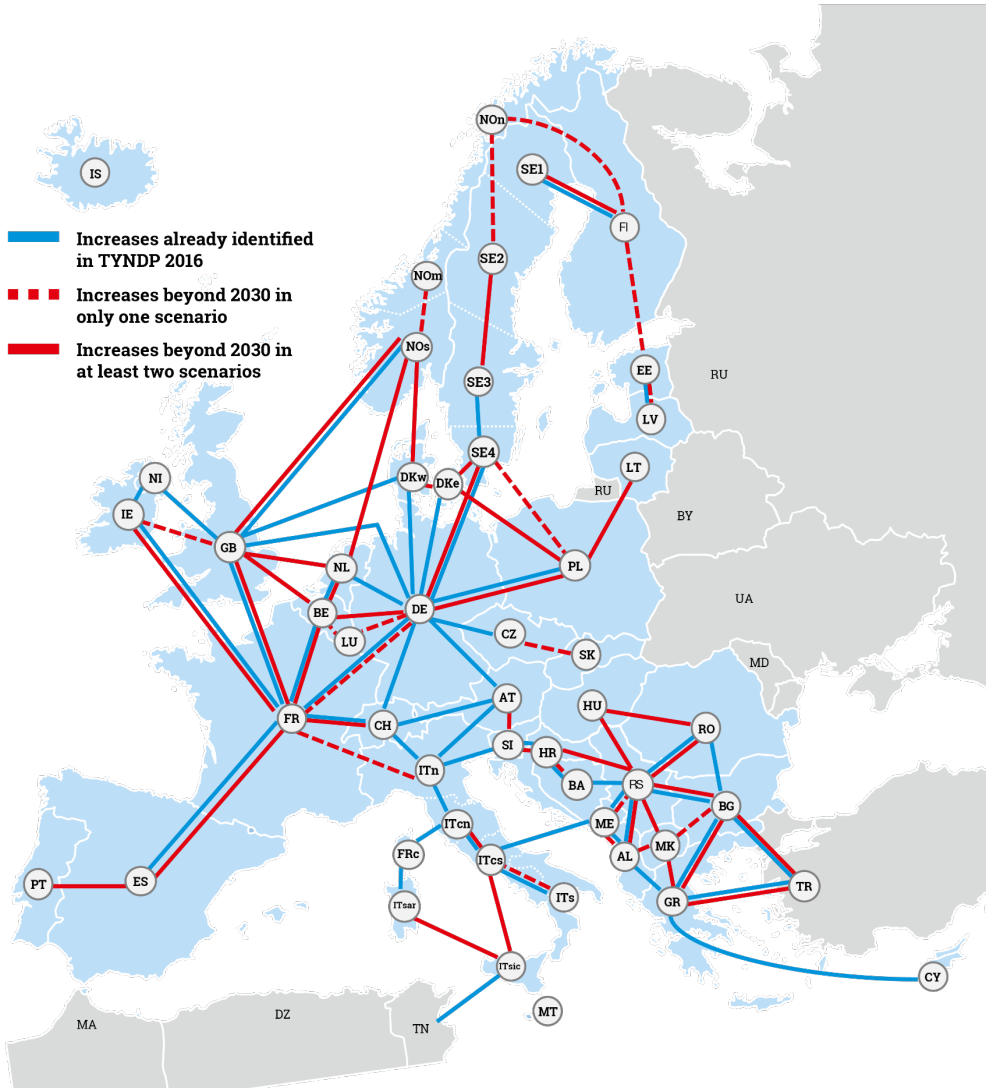 NOn
SE1
IS
FI
Increases already identified
in TYNDP 2016
SE2
NOm
Increases beyond 2030 in
only one scenario
NOs
Increases beyond 2030 in
at least two scenarios
EE
RU
SE3
LV
SE4
LT
NI
DKw
DKe
RU
IE
BY
GB
NL
PL
UA
BE
DE
CZ
LU
SK
MD
AT
HU
FR
CH
RO
SI
HR
ITn
BA
RS
BG
ME
ITcn
MK
FRc
ITcs
AL
PT
ES
TR
ITs
GR
ITsar
ITsic
CY
MT
DZ
MA
TN